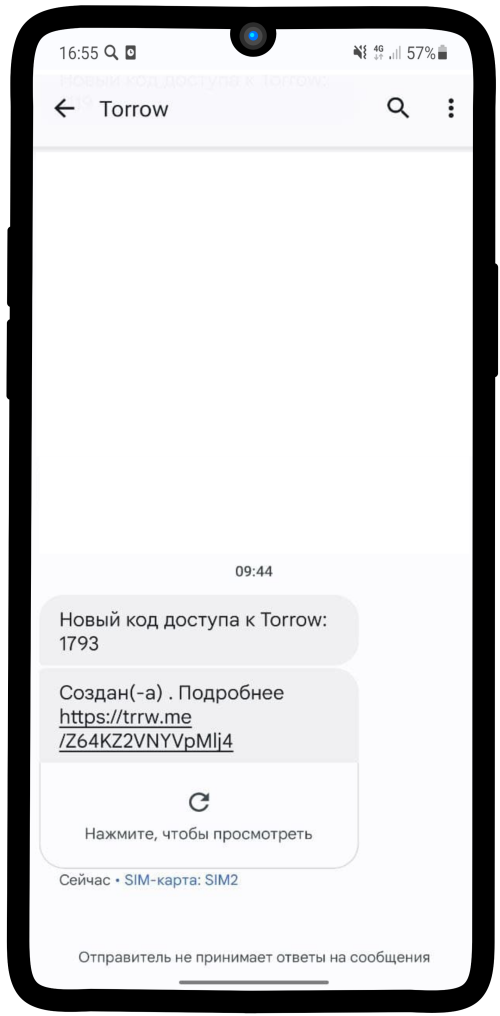 16:55
4G
57%
Новый код доступа к Torrow:
Torrow
09:44
Новый код доступа к Torrow:
1793
Создан(-а) . Подробнее
https://trrw.me
/Z64KZ2VNYVpMlj4
Нажмите, чтобы просмотреть
Сейчас • SIM-карта: SIM2
Отправитель не принимает ответы на сообщения